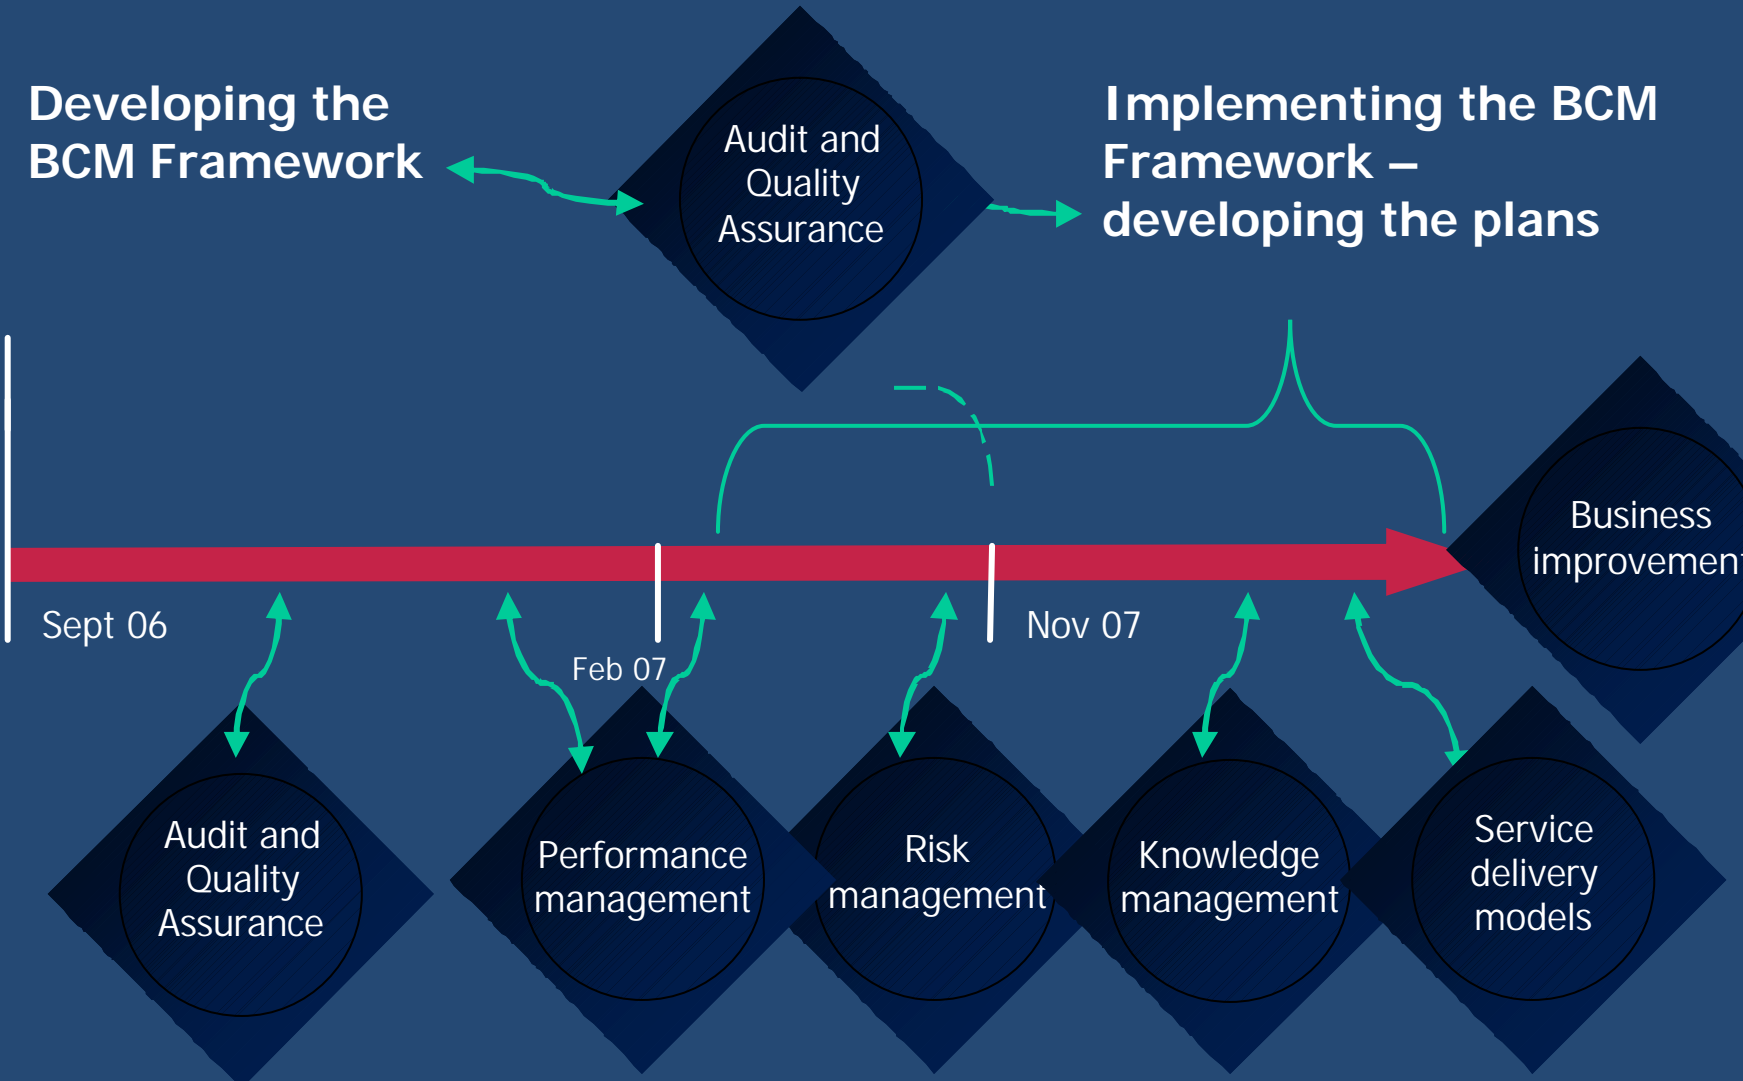 Developing the
BCM Framework
Audit and
Quality
Assurance
Implementing the BCM
Framework –
developing the plans
Business
improvement
Sept 06
Feb 07
Nov 07
Audit and
Quality
Assurance
Performance
management
Risk
management
Knowledge
management
Service
delivery
models